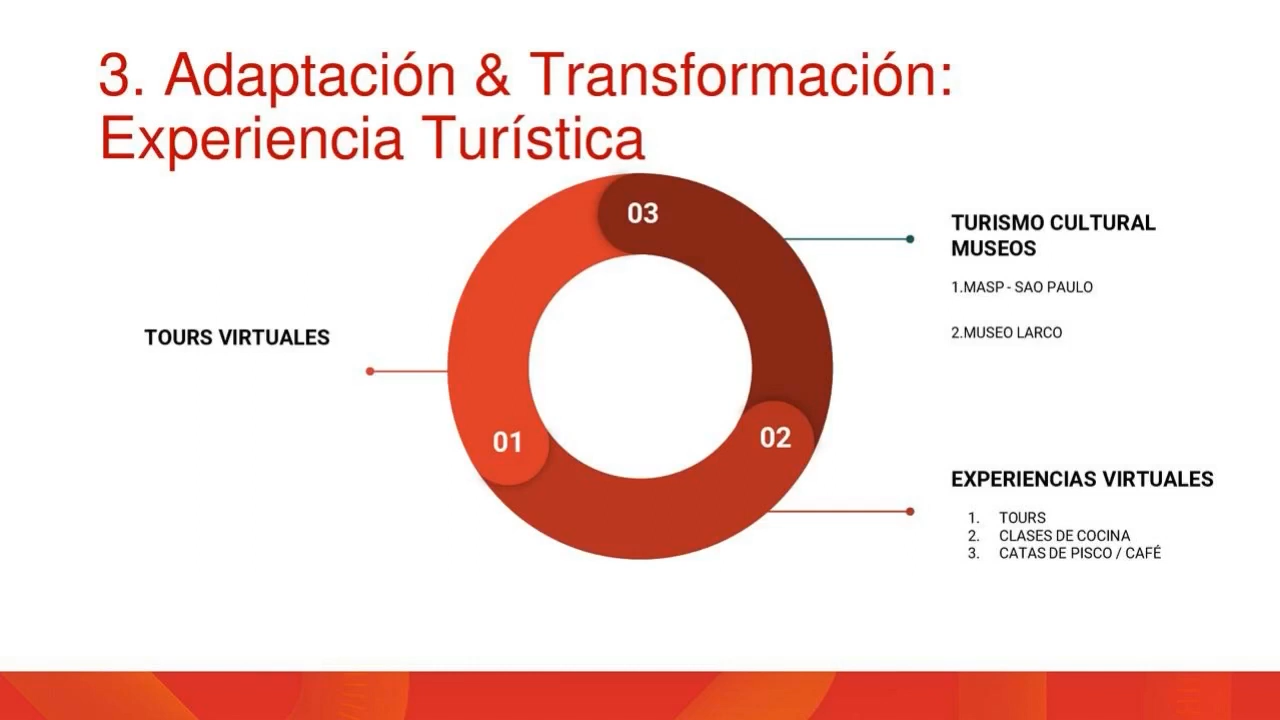 3. Adaptación & Transformación:
Experiencia Turística
03
TURISMO CULTURAL
MUSEOS
1.MASP - SAO PAULO
2.MUSEO LARCO
TOURS VIRTUALES
01
02
EXPERIENCIAS VIRTUALES
1. TOURS
2. CLASES DE COCINA
3. CATAS DE PISCO / CAFÉ